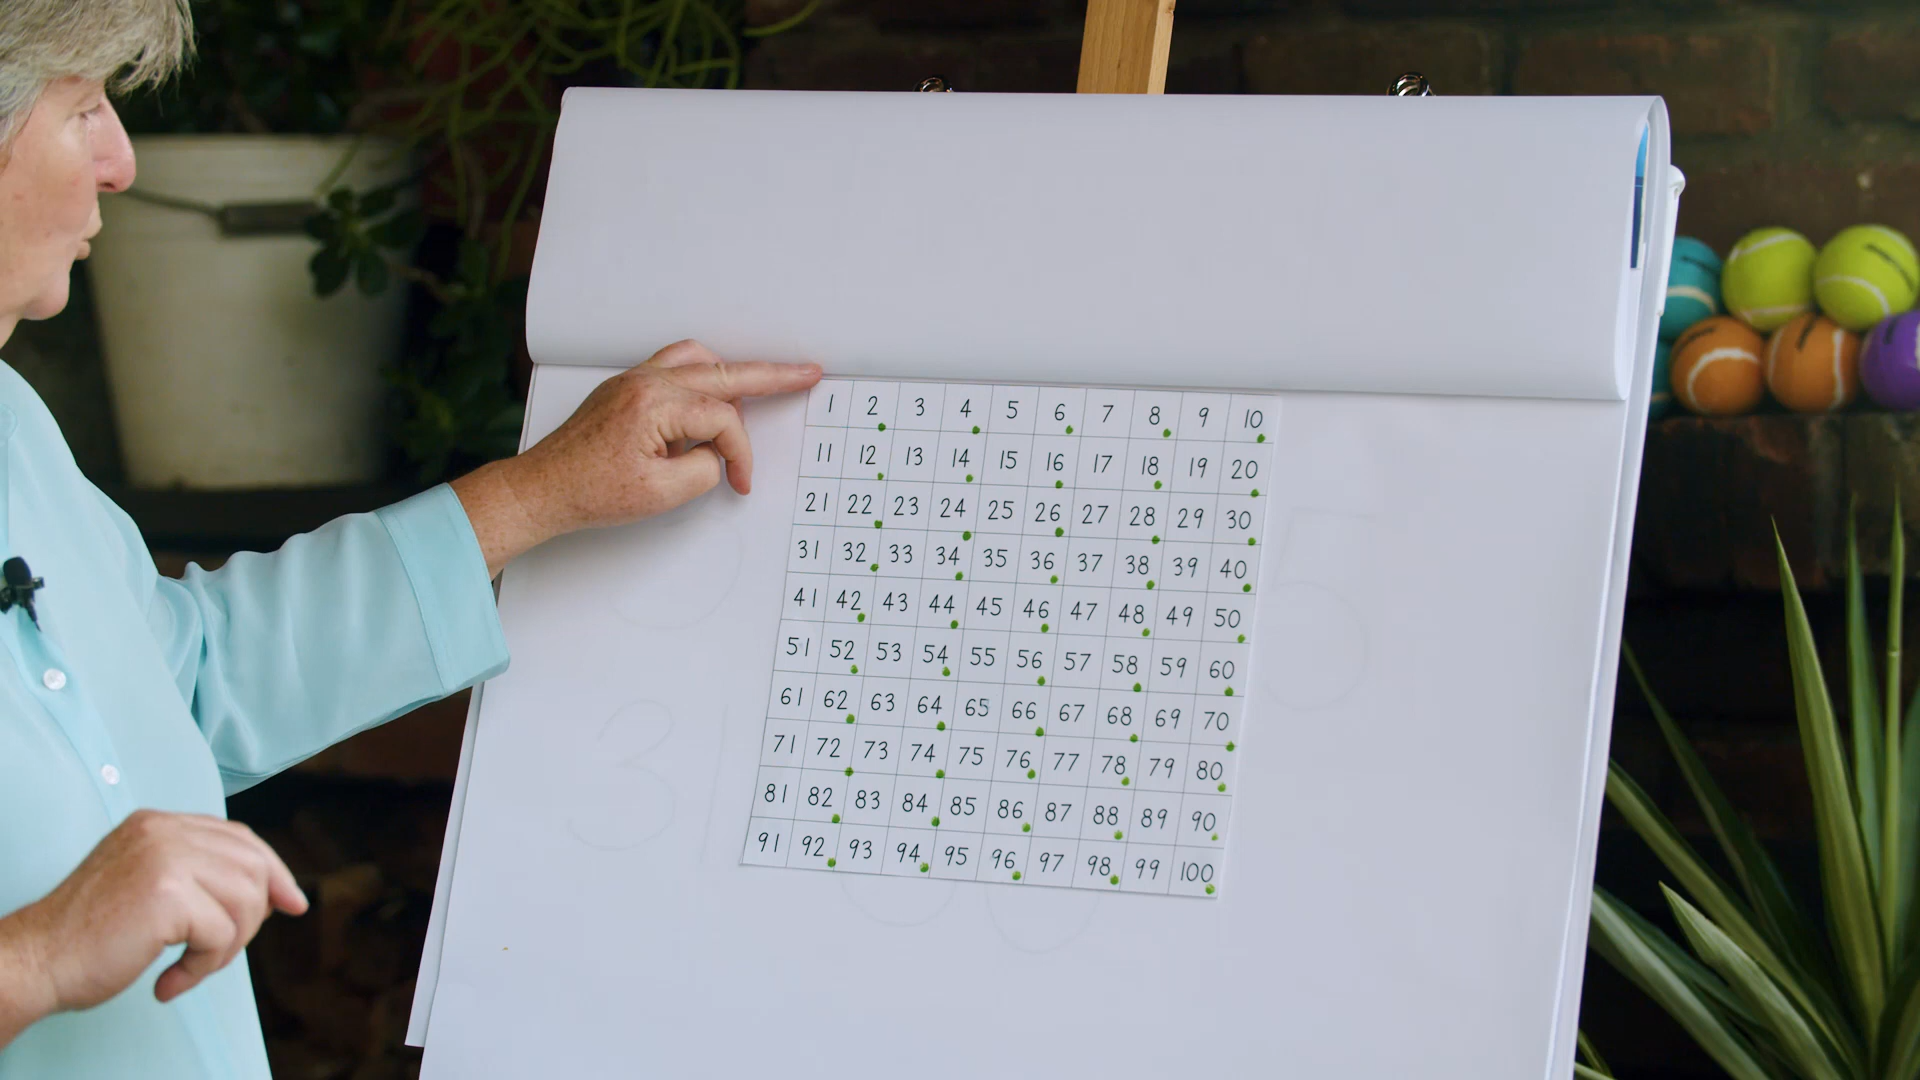 1 2 3 4 5 6 7 8 9 10
11 12 13 14 15 16 17 18 19 20
21 22 23 24 25 26 27 28 29 30
31 32 33 34 35 36 37 38 39 40
41 42 43 44 45 46 47 48 49 50
51 52 53 54 55 56 57 58 59 60
61 62 63 64 65 66 67 68 69 70
71 72 73 74 75 76 77 78 79 80
81 82 83 84 85 86 87 88 89 90
91 92 93 94 95 96 97 98 99 100